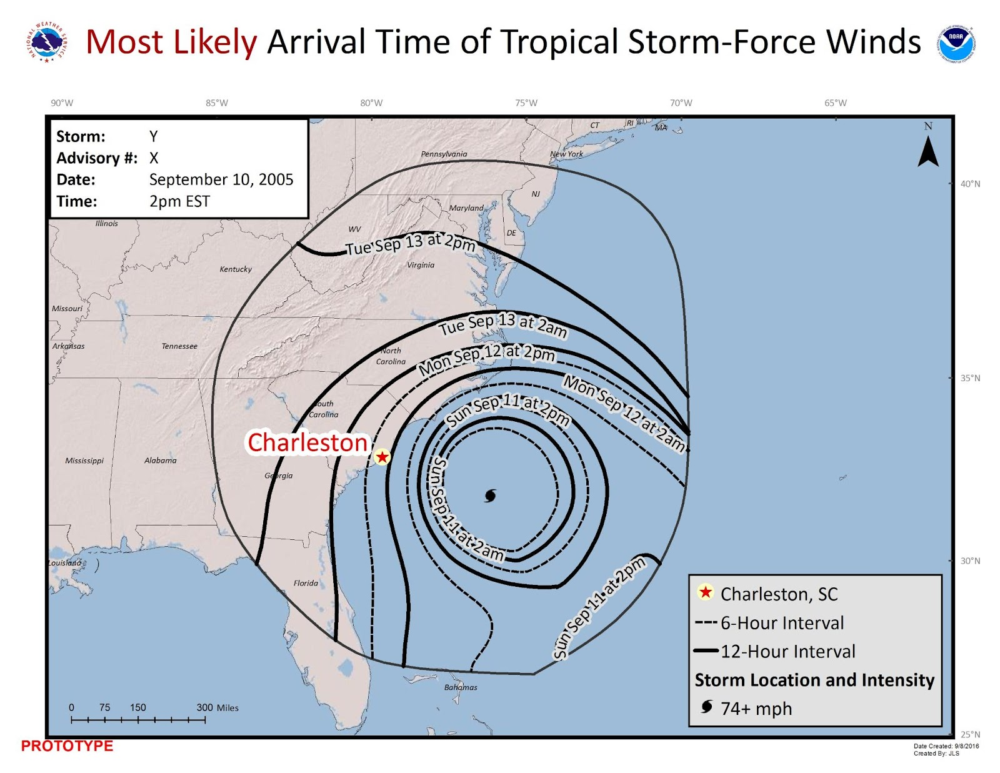 Most Likely Arrival Time of Tropical Storm-Force Winds
NATIONAL WEATHER SERVICE
NOAA
90°W 85°W 80°W 75°W 70°W 65°W
Storm: Y
Advisory #: X
Date: September 10, 2005
Time: 2pm EST
N
CT
RI
MA
Pennsylvania
New York
40°N
NJ
Maryland
Illinois
WV
DE
Tue Sep 13 at 2pm
Kentucky
Virginia
Missouri
Tue Sep 13 at 2am
Arkansas
Tennessee
North
Carolina
Mon Sep 12 at 2pm
35°N
Mon Sep 12 at 2am
South
Carolina
Sun Sep 11 at 2pm
Charleston
Mississippi
Alabama
Georgia
Sun Sep 11 at 2am
Louisiana
30°N
Florida
Sun Sep 11 at 2pm
Charleston, SC
6-Hour Interval
12-Hour Interval
Storm Location and Intensity
74+ mph
Bahamas
0 75 150 300 Miles
25°N
PROTOTYPE
Date Created: 9/8/2016
Created By: JLS